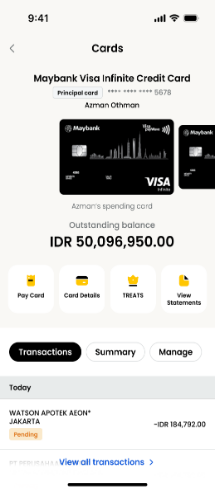 9:41
Cards
Maybank Visa Infinite Credit Card
Principal card **** **** **** 5678
Azman Othman
Maybank
VISA
Infinite
Azman's spending card
Outstanding balance
IDR 50,096,950.00
Pay Card
Card Details
TREATS
View
Statements
Transactions
Summary
Manage
Today
WATSON APOTEK AEON*
JAKARTA
-IDR 184,792.00
Pending
View all transactions >